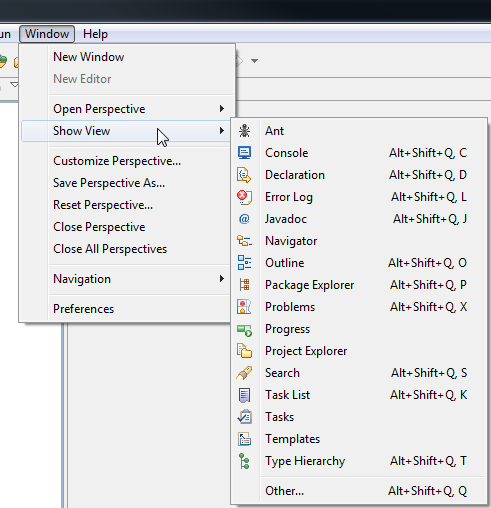 un Window Help
New Window
New Editor
Open Perspective
Show View
Customize Perspective...
Save Perspective As...
Reset Perspective...
Close Perspective
Close All Perspectives
Navigation
Preferences
Ant
Console Alt+Shift+Q, C
Declaration Alt+Shift+Q, D
Error Log Alt+Shift+Q, L
Javadoc Alt+Shift+Q, J
Navigator
Outline Alt+Shift+Q, O
Package Explorer Alt+Shift+Q, P
Problems Alt+Shift+Q, X
Progress
Project Explorer
Search Alt+Shift+Q, S
Task List Alt+Shift+Q, K
Tasks
Templates
Type Hierarchy Alt+Shift+Q, T
Other... Alt+Shift+Q, Q